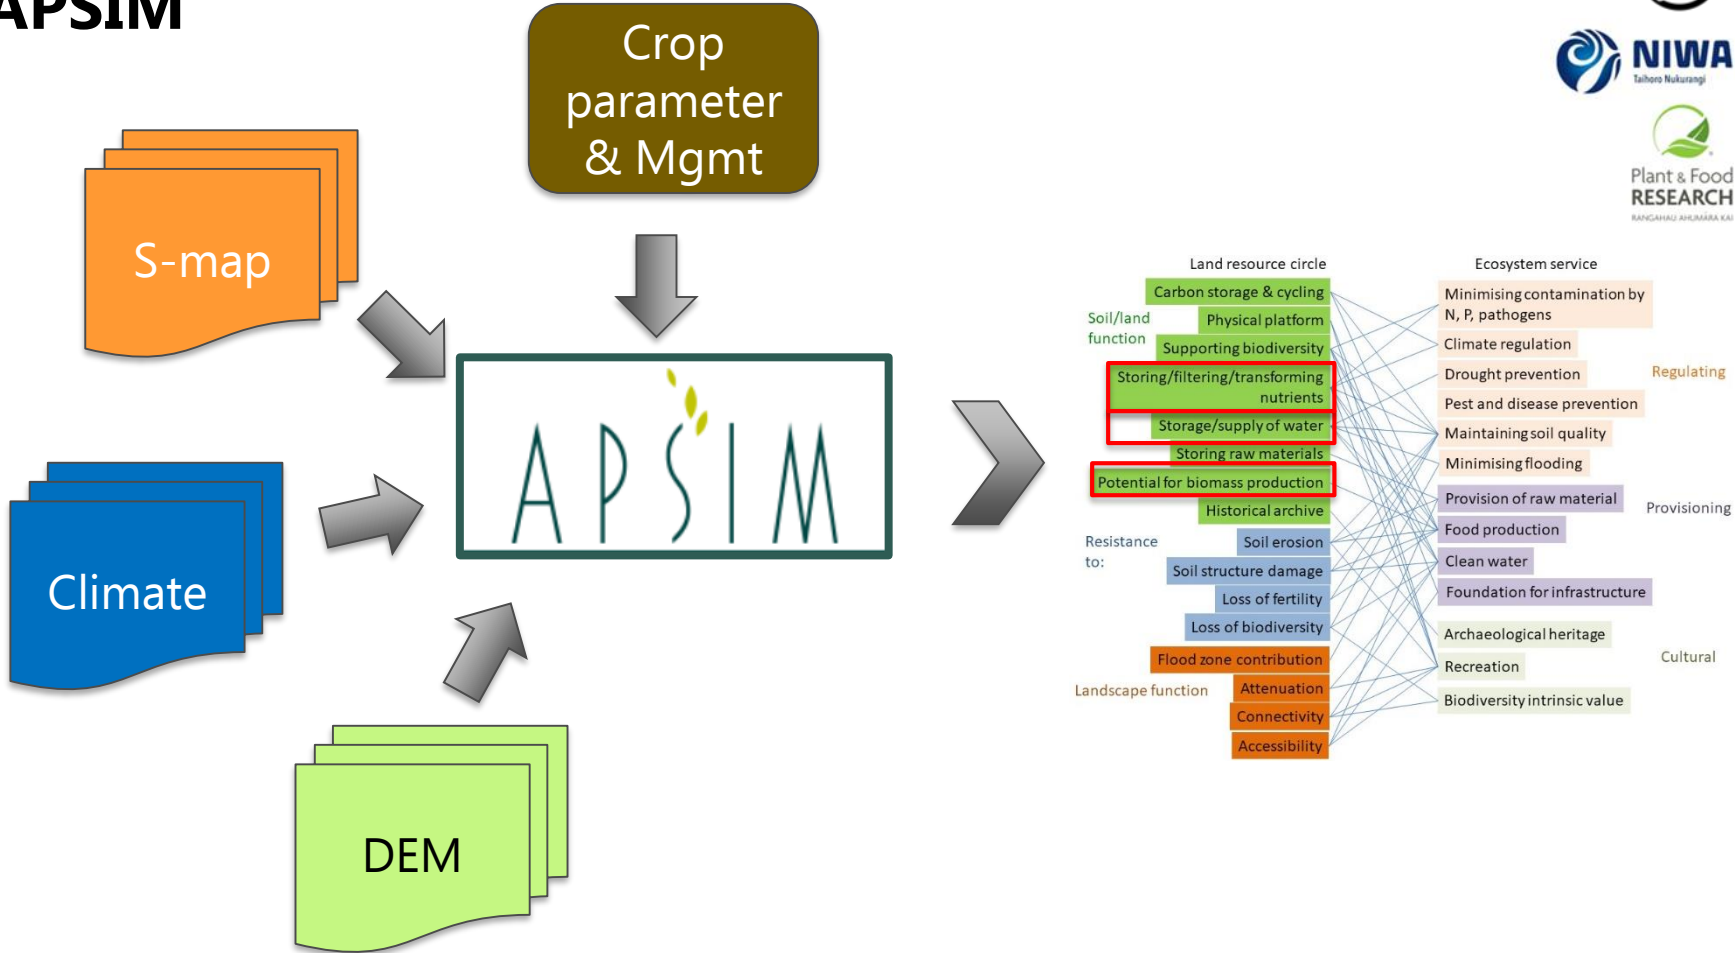 APSIM
Crop
parameter
& Mgmt
NIWA
Taihoro Nukurangi
Plant & Food
RESEARCH
RANGAHAU AHUMĀRA KAI
S-map
Climate
DEM
APSIM
Land resource circle
Soil/land
function
Carbon storage & cycling
Physical platform
Supporting biodiversity
Storing/filtering/transforming
nutrients
Storage/supply of water
Storing raw materials
Potential for biomass production
Historical archive
Resistance
to:
Soil erosion
Soil structure damage
Loss of fertility
Loss of biodiversity
Landscape function
Flood zone contribution
Attenuation
Connectivity
Accessibility
Ecosystem service
Minimising contamination by
N, P, pathogens
Climate regulation
Drought prevention
Pest and disease prevention
Maintaining soil quality
Minimising flooding
Regulating
Provision of raw material
Food production
Clean water
Foundation for infrastructure
Provisioning
Archaeological heritage
Recreation
Biodiversity intrinsic value
Cultural